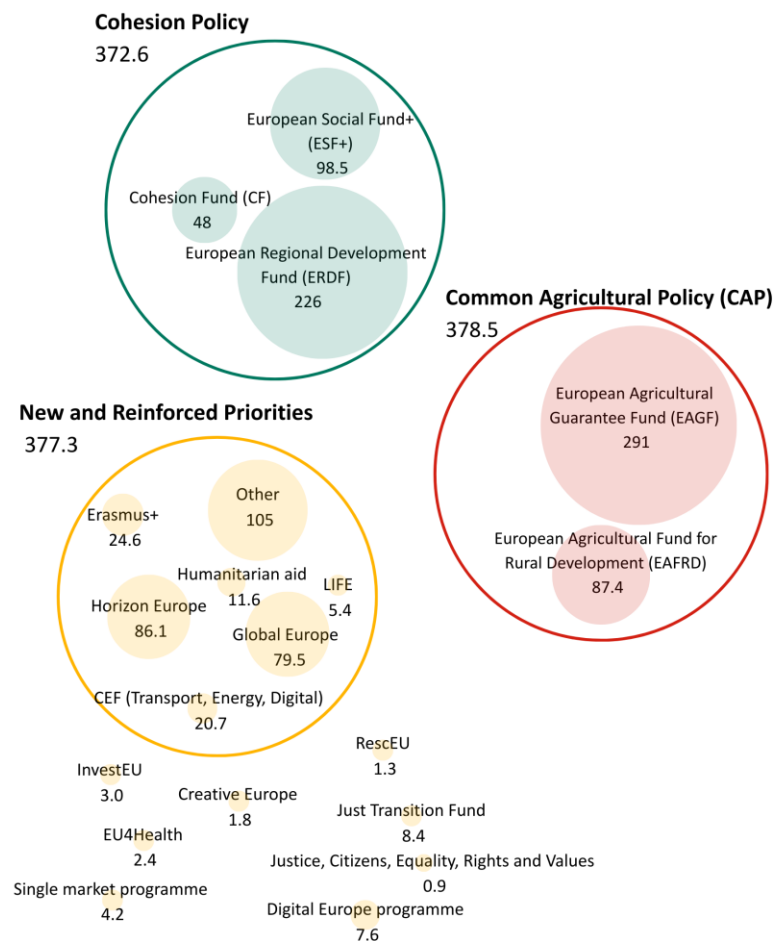 Cohesion Policy
372.6
European Social Fund+
(ESF+)
98.5
Cohesion Fund (CF)
48
European Regional Development
Fund (ERDF)
226
Common Agricultural Policy (CAP)
378.5
European Agricultural
Guarantee Fund (EAGF)
291
European Agricultural Fund for
Rural Development (EAFRD)
87.4
New and Reinforced Priorities
377.3
Other
105
Erasmus+
24.6
Humanitarian aid
11.6
LIFE
5.4
Horizon Europe
86.1
Global Europe
79.5
CEF (Transport, Energy, Digital)
20.7
RescEU
1.3
InvestEU
3.0
Creative Europe
1.8
Just Transition Fund
8.4
EU4Health
2.4
Justice, Citizens, Equality, Rights and Values
0.9
Single market programme
4.2
Digital Europe programme
7.6